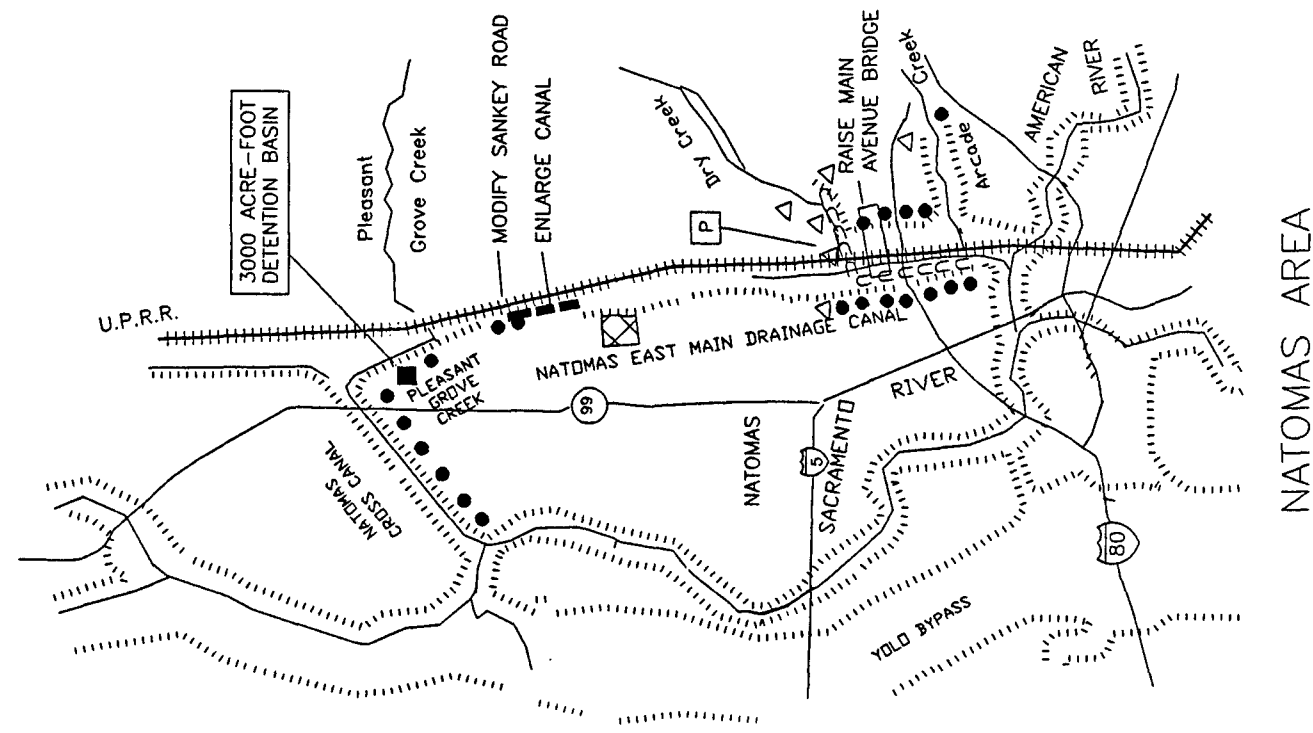 3000 ACRE-FOOT
DETENTION BASIN
U.P.R.R.
Pleasant
Grove Creek
MODIFY SANKEY ROAD
ENLARGE CANAL
Dry Creek
P
RAISE MAIN
AVENUE BRIDGE
Arcade
Creek
AMERICAN
RIVER
PLEASANT
GROVE
CREEK
NATOMAS EAST MAIN DRAINAGE CANAL
99
NATOMAS
CROSS CANAL
NATOMAS
5
SACRAMENTO
RIVER
80
YOLO BYPASS
NATOMAS AREA